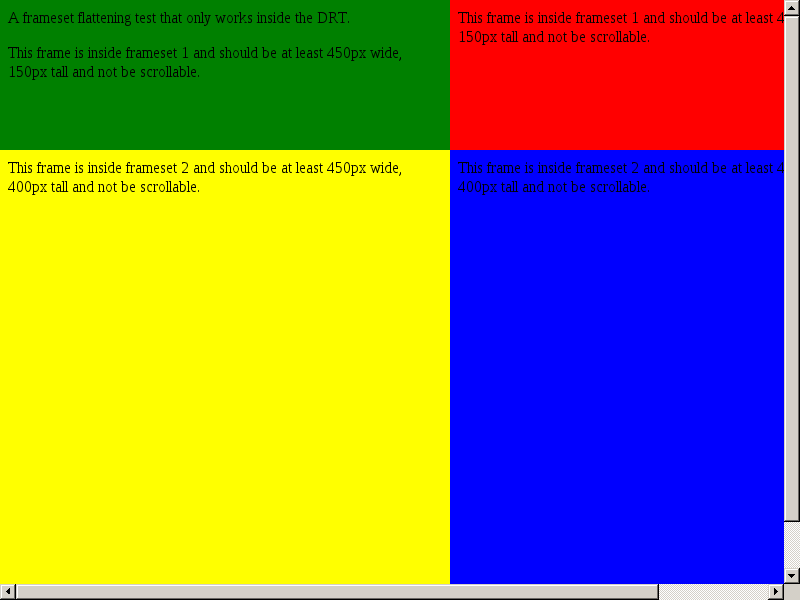 A frameset flattening test that only works inside the DRT.
This frame is inside frameset 1 and should be at least 450px wide,
150px tall and not be scrollable.
This frame is inside frameset 1 and should be at least 4
150px tall and not be scrollable.
This frame is inside frameset 2 and should be at least 450px wide,
400px tall and not be scrollable.
This frame is inside frameset 2 and should be at least 4
400px tall and not be scrollable.